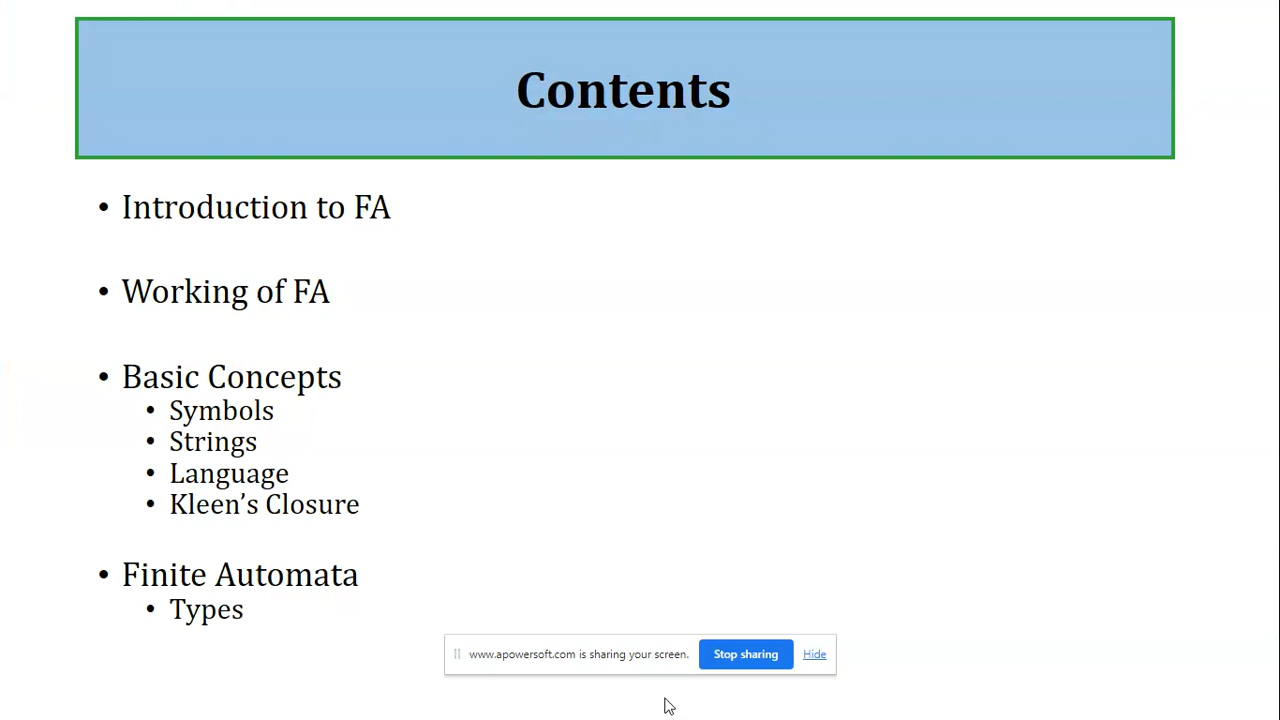 Contents
• Introduction to FA
• Working of FA
• Basic Concepts
• Symbols
• Strings
• Language
• Kleen’s Closure
• Finite Automata
• Types
www.apowersoft.com is sharing your screen. Stop sharing Hide